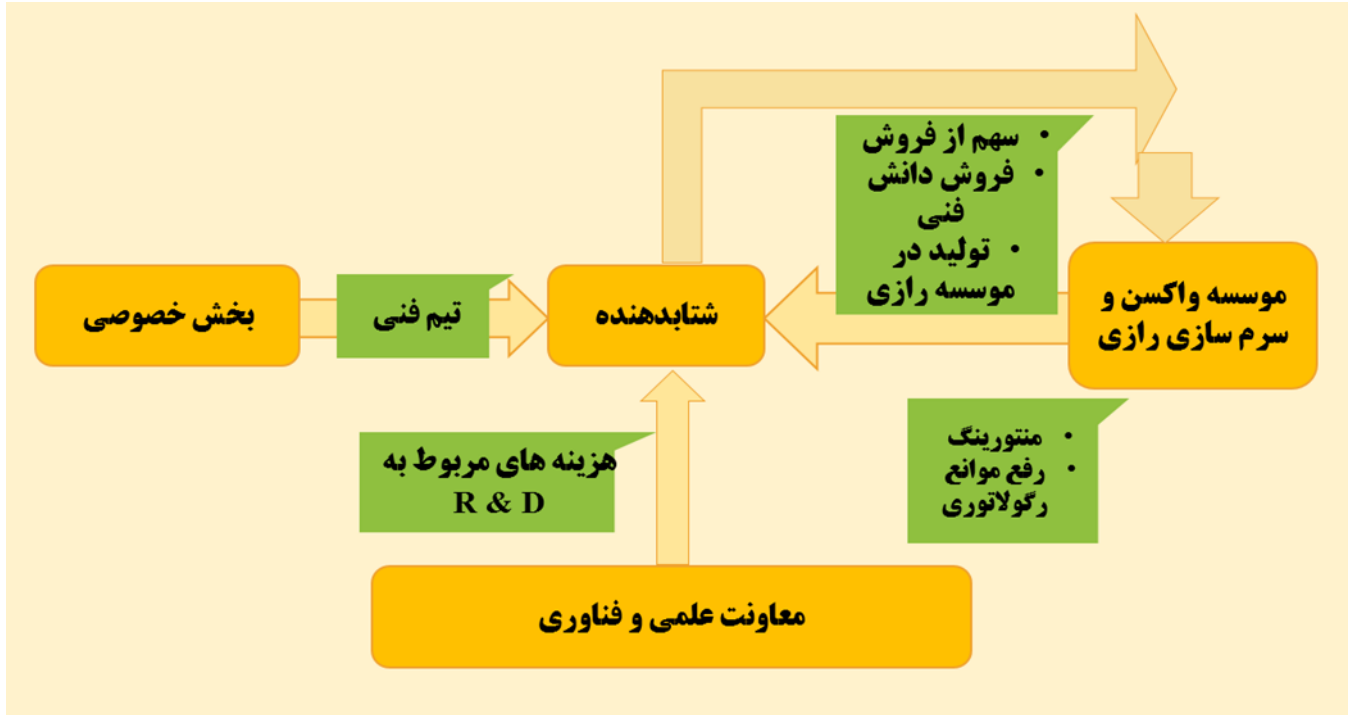 • سهم از فروش
• فروش دانش
فنی
• تولید در
موسسه رازی
موسسه واکسن و
سرم سازی رازی
شتابدهنده
تیم فنی
بخش خصوصی
• منتورینگ
• رفع موانع
رگولاتوری
هزینه های مربوط به
R & D
معاونت علمی و فناوری